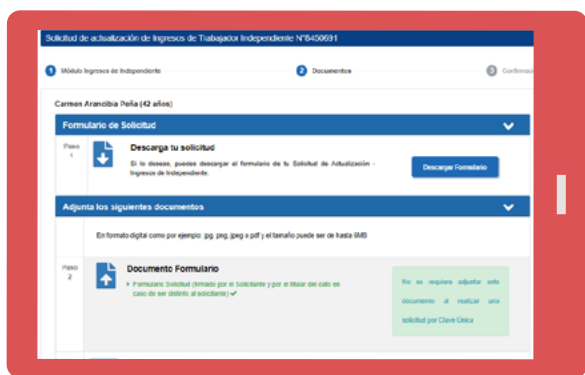 Solicitud de actualización de Ingresos de Trabajador Independiente N°8450691
1 Módulo Ingresos de Independiente
2 Documentos
3 Confirmac
Carmen Arancibia Peña (42 años)
Formulario de Solicitud
Paso
1
Descarga tu solicitud
Si lo deseas, puedes descargar el formulario de tu Solicitud de Actualización -
Ingresos de Independiente.
Descargar Formulario
Adjunta los siguientes documentos
En formato digital como por ejemplo: jpg, png, jpeg o pdf y el tamaño puede ser de hasta 6MB
Paso
2
Documento Formulario
Formulario Solicitud (firmada por el Solicitante y por el titular del dato en
caso de ser distinto al solicitante)
No se requiere adjuntar este
documento al realizar una
solicitud por Clave Única